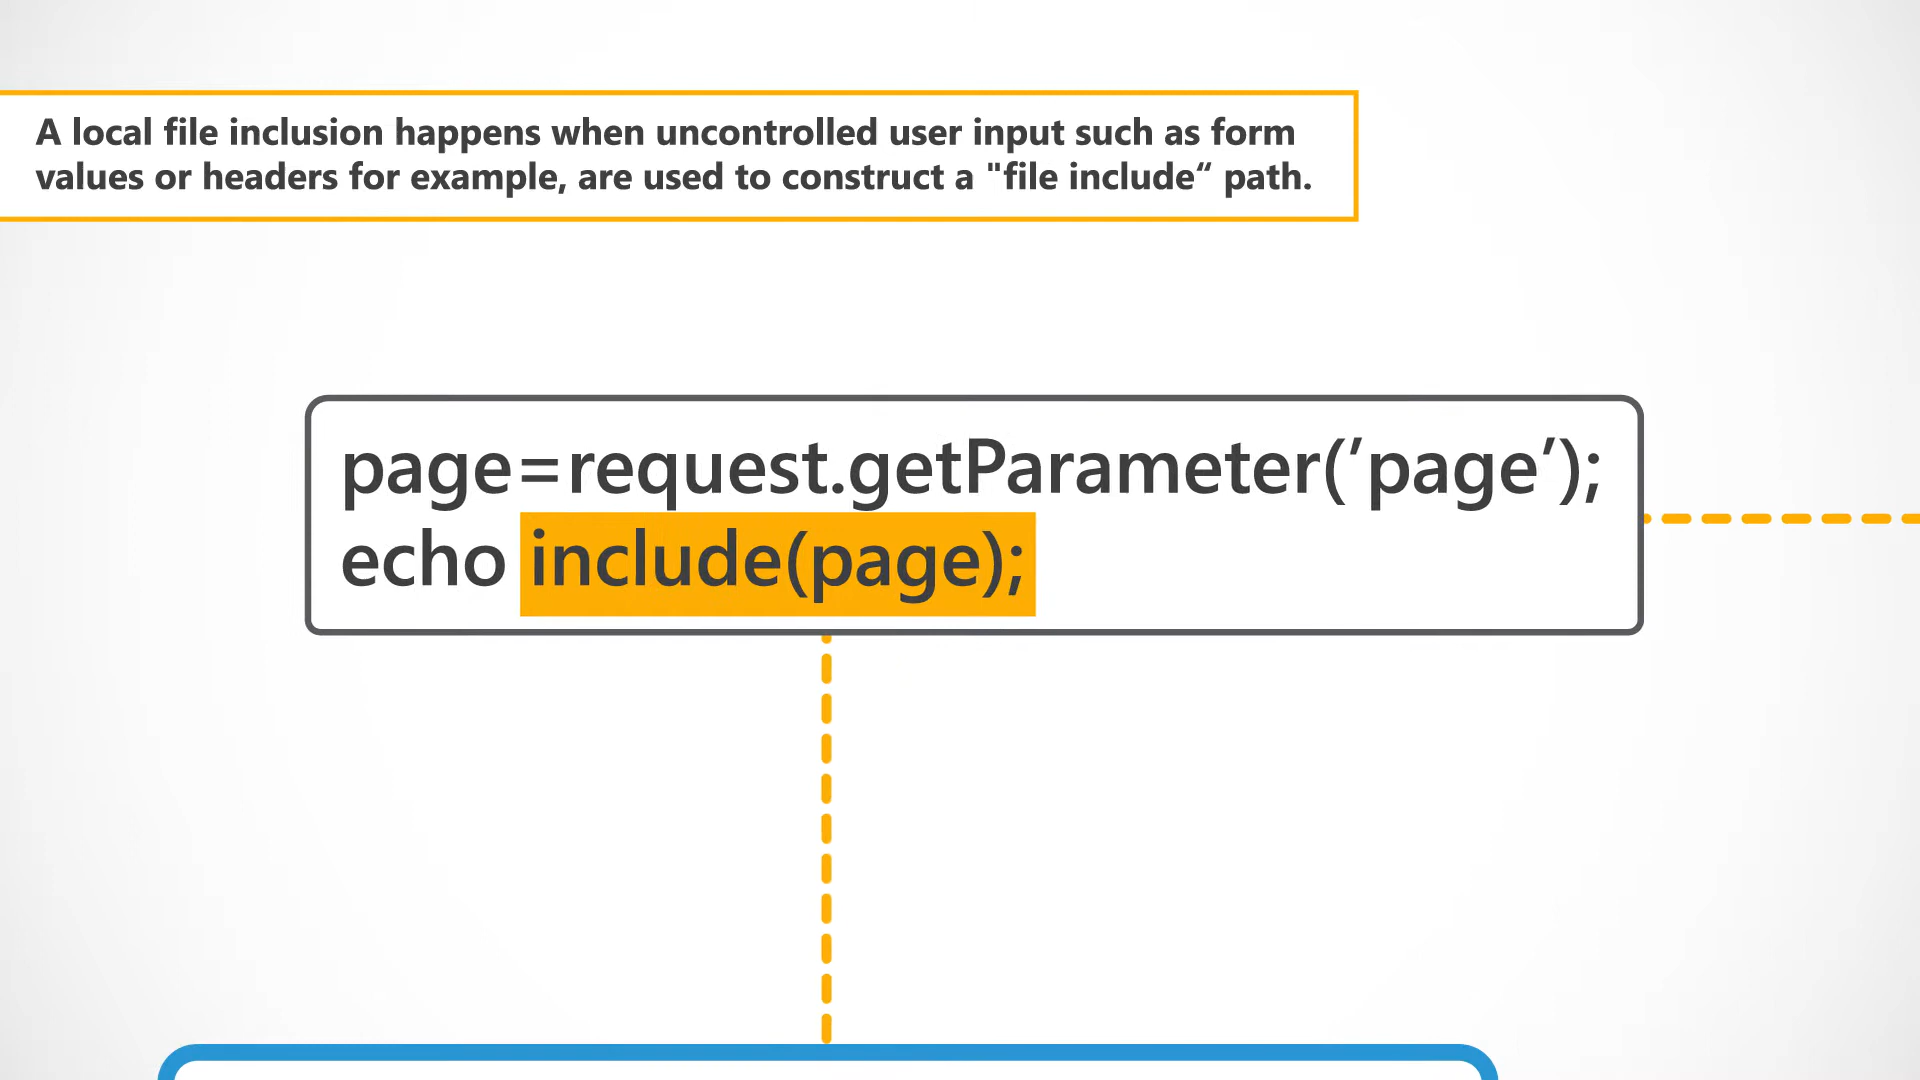 A local file inclusion happens when uncontrolled user input such as form
values or headers for example, are used to construct a "file include“ path.
page=request.getParameter(‘page’);
echo include(page);